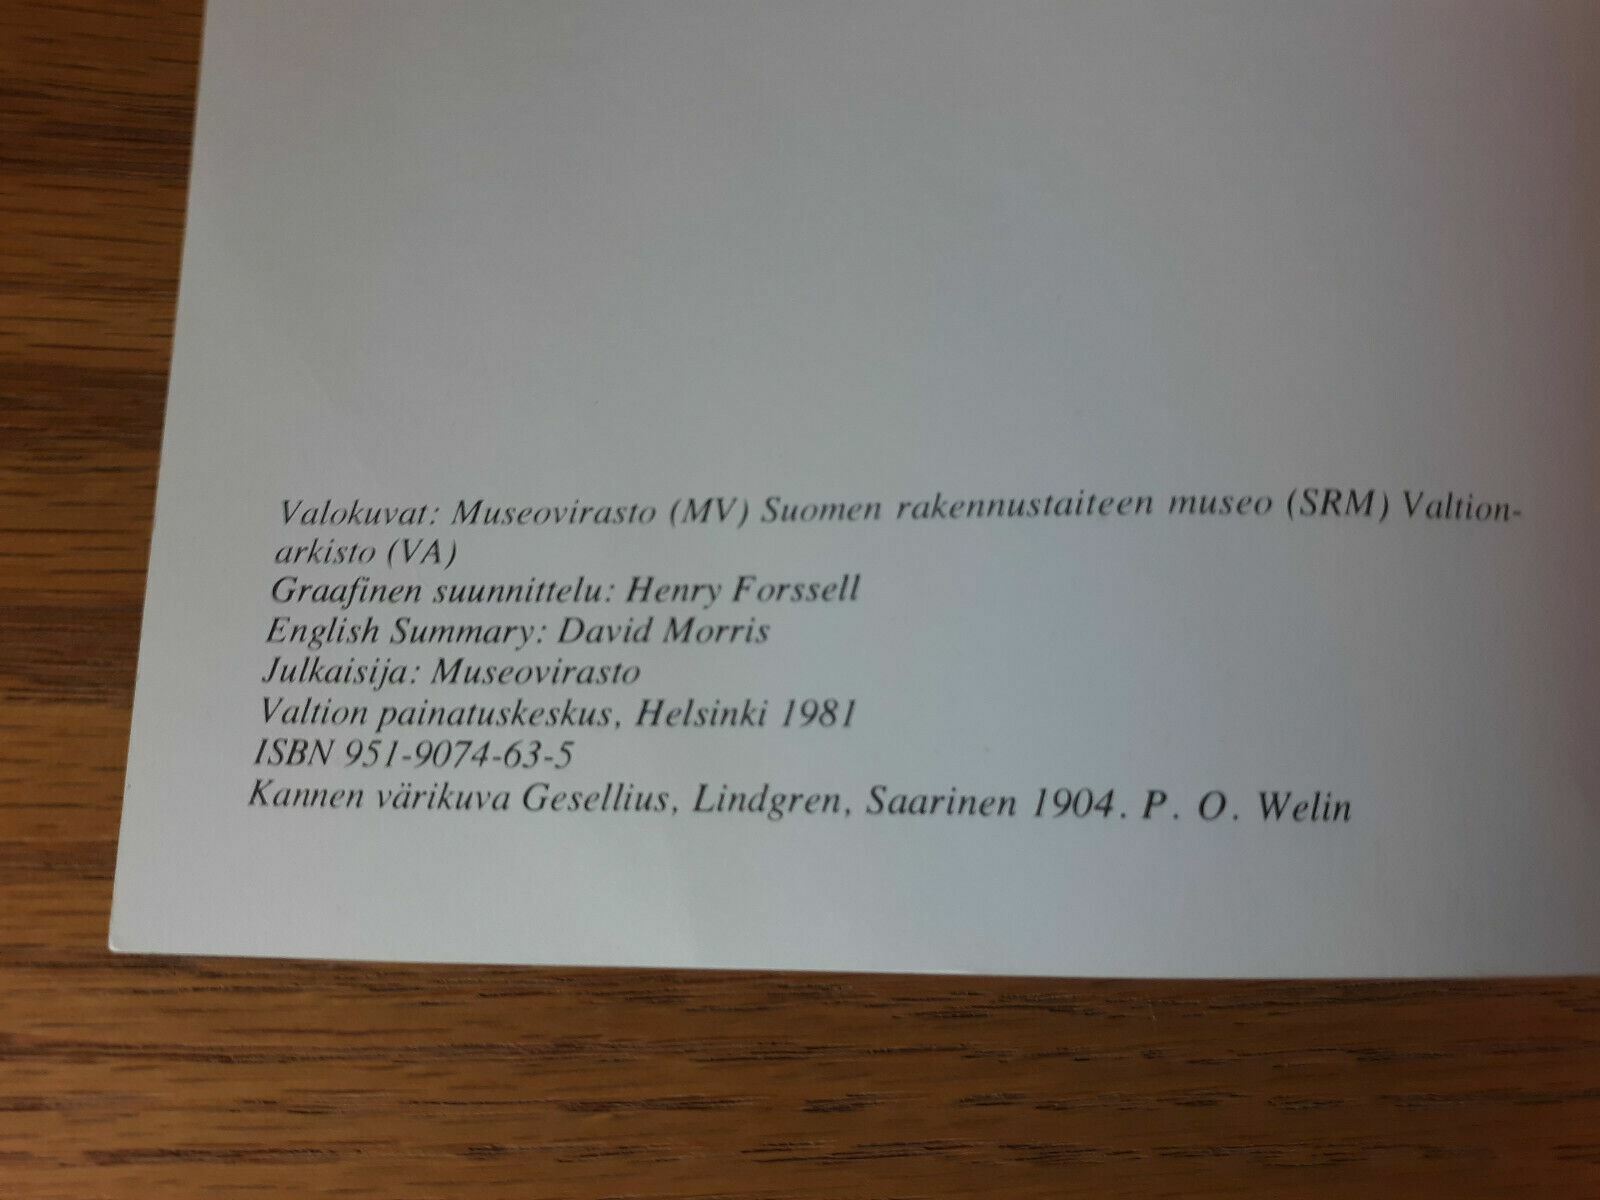 Valokuvat: Museovirasto (MV) Suomen rakennustaiteen museo (SRM) Valtion-
arkisto (VA)
Graafinen suunnittelu: Henry Forssell
English Summary: David Morris
Julkaisija: Museovirasto
Valtion painatuskeskus, Helsinki 1981
ISBN 951-9074-63-5
Kannen värikuva Gesellius, Lindgren, Saarinen 1904. P. O. Welin